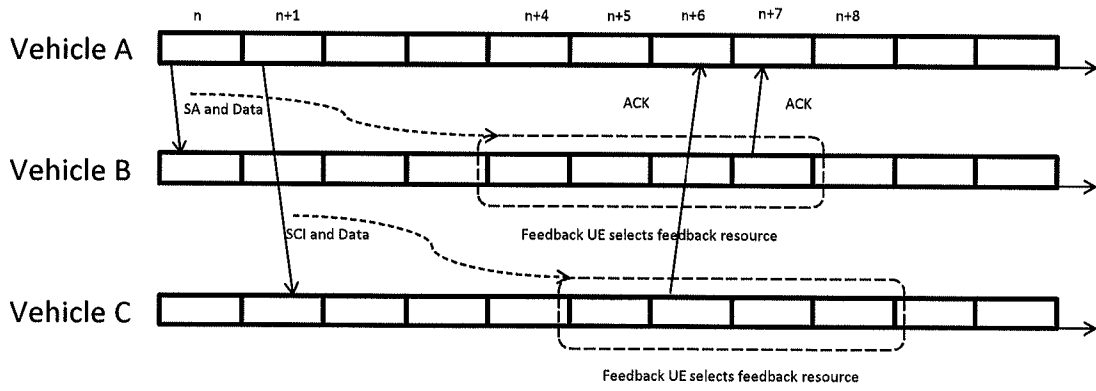 n n+1 n+4 n+5 n+6 n+7 n+8
Vehicle A
SA and Data ACK ACK
Vehicle B
SCI and Data Feedback UE selects feedback resource
Vehicle C
Feedback UE selects feedback resource